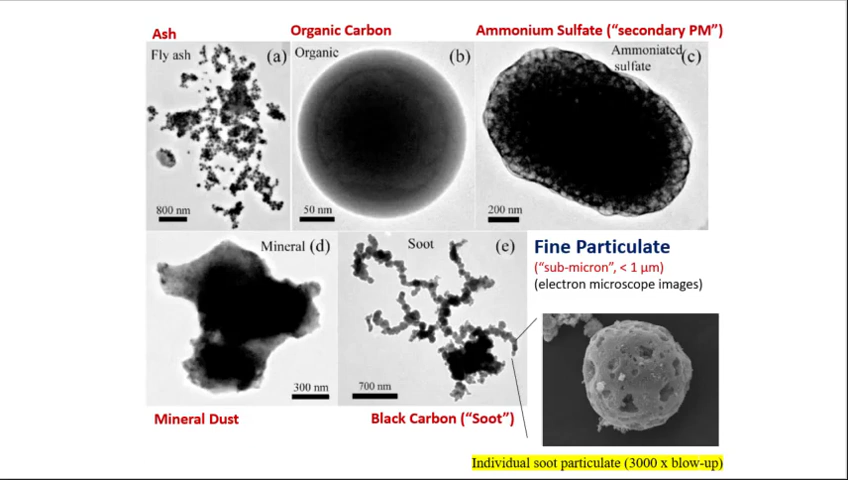 Ash
Organic Carbon
Ammonium Sulfate (“secondary PM”)
Fly ash
(a)
800 nm
Organic
(b)
50 nm
Ammoniated
sulfate
(c)
200 nm
Mineral (d)
300 nm
Soot
(e)
700 nm
Fine Particulate
(“sub-micron”, < 1 µm)
(electron microscope images)
Mineral Dust
Black Carbon (“Soot”)
Individual soot particulate (3000 x blow-up)